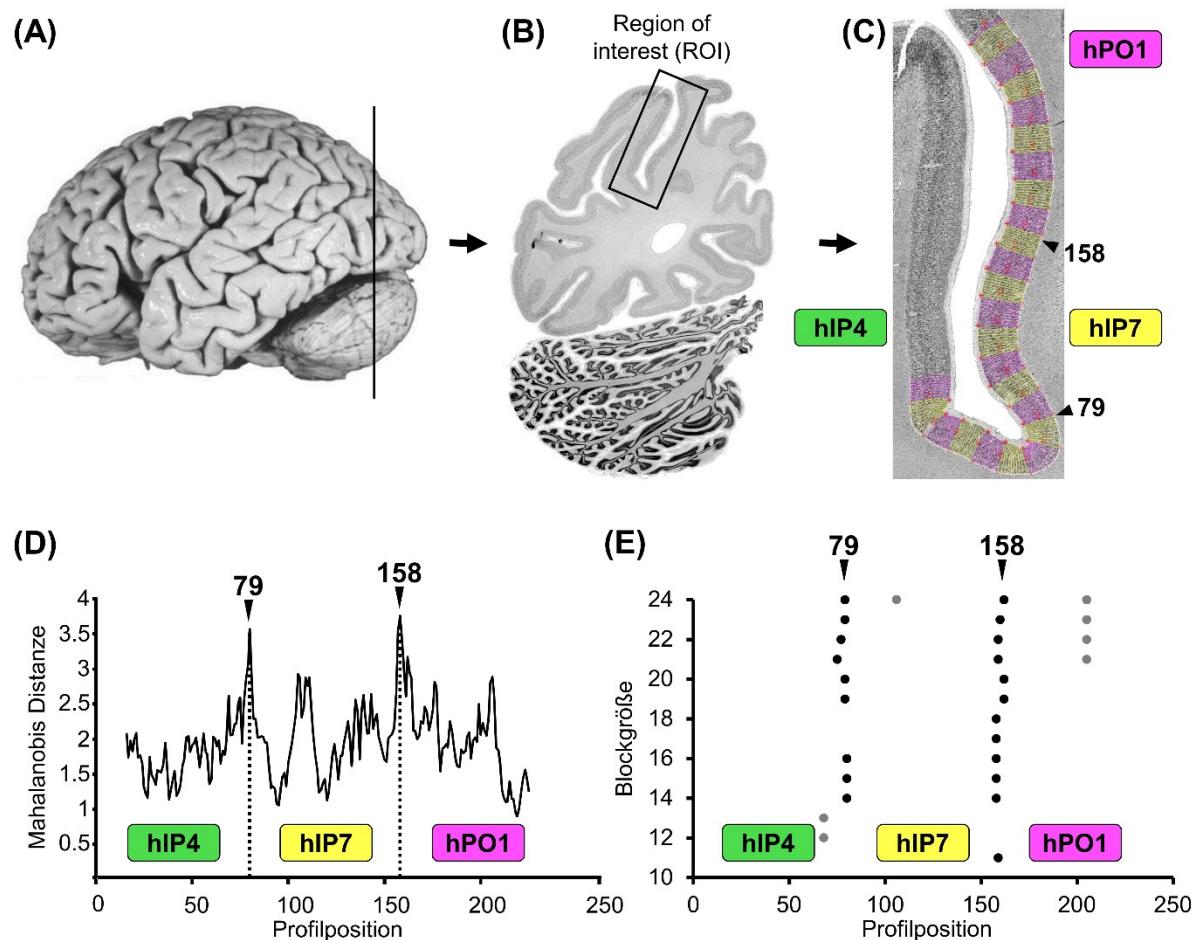 (A)
(B)
Region of
interest (ROI)
(C)
hPO1
158
hIP4
hIP7
79
(D)
79
158
Mahalanobis Distanze
4
3.5
3
2.5
2
1.5
1
0.5
hIP4
hIP7
hPO1
0
50
100
150
200
250
Profilposition
(E)
79
158
Blockgröße
24
22
20
18
16
14
12
10
hIP4
hIP7
hPO1
0
50
100
150
200
250
Profilposition